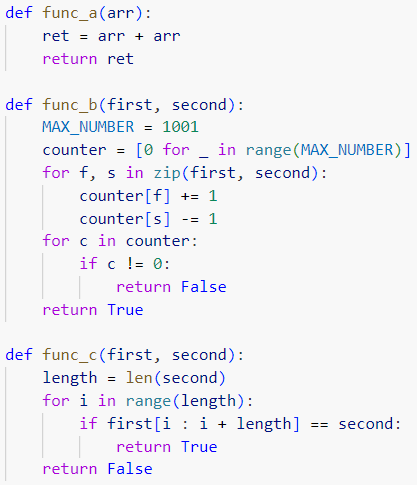 def func_a(arr):
    ret = arr + arr
    return ret

def func_b(first, second):
    MAX_NUMBER = 1001
    counter = [0 for _ in range(MAX_NUMBER)]
    for f, s in zip(first, second):
        counter[f] += 1
        counter[s] -= 1
    for c in counter:
        if c != 0:
            return False
    return True

def func_c(first, second):
    length = len(second)
    for i in range(length):
        if first[i : i + length] == second:
            return True
    return False